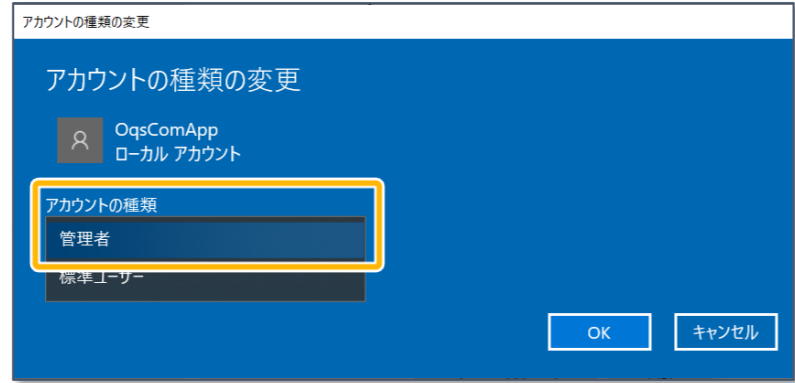 アカウントの種類の変更
アカウントの種類の変更
OqsComApp
ローカル アカウント
アカウントの種類
管理者
標準ユーザー
OK
キャンセル